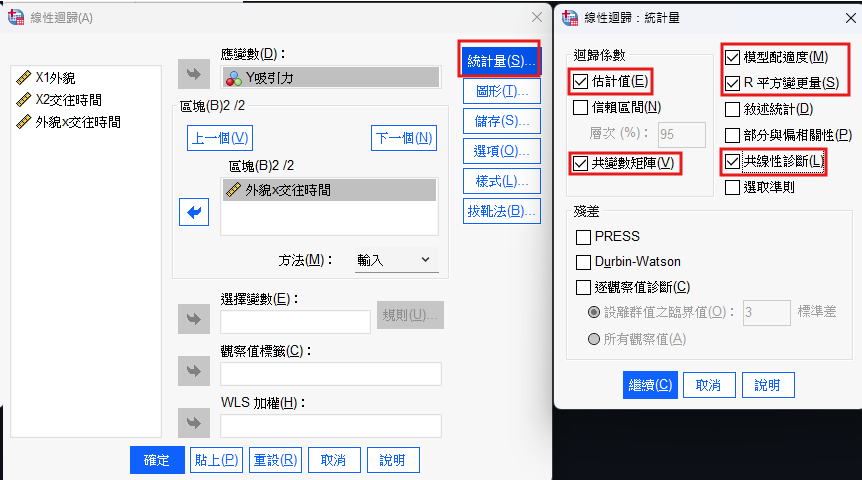 線性迴歸(A)
X1外貌
X2交往時間
外貌x交往時間
應變數(D)：
Y吸引力
區塊(B)2 /2
上一個(V)
下一個(N)
區塊(B)2 /2
外貌x交往時間
方法(M)：
輸入
選擇變數(E)：
規則(U)...
觀察值標籤(C)：
WLS 加權(H)：
統計量(S)...
圖形(T)...
儲存(S)...
選項(O)...
樣式(L)...
拔靴法(B)...
確定
貼上(P)
重設(R)
取消
說明
線性迴歸：統計量
迴歸係數
估計值(E)
信賴區間(N)
層次 (%)：
95
共變數矩陣(V)
模型配適度(M)
R 平方變更量(S)
敘述統計(D)
部分與偏相關性(P)
共線性診斷(L)
選取準則
殘差
PRESS
Durbin-Watson
逐觀察值診斷(C)
設離群值之臨界值(O)：
3
標準差
所有觀察值(A)
繼續(C)
取消
說明